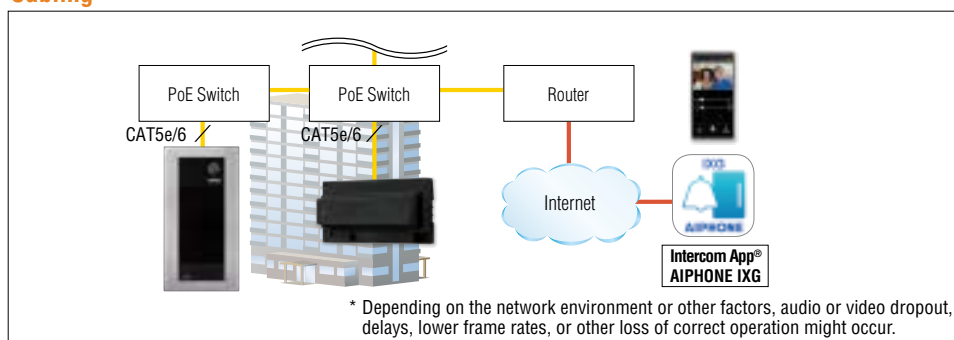 Cabling
PoE Switch
PoE Switch
Router
CAT5e/6
CAT5e/6
Internet
IXG
AIPHONE
Intercom App®
AIPHONE IXG
* Depending on the network environment or other factors, audio or video dropout,
delays, lower frame rates, or other loss of correct operation might occur.